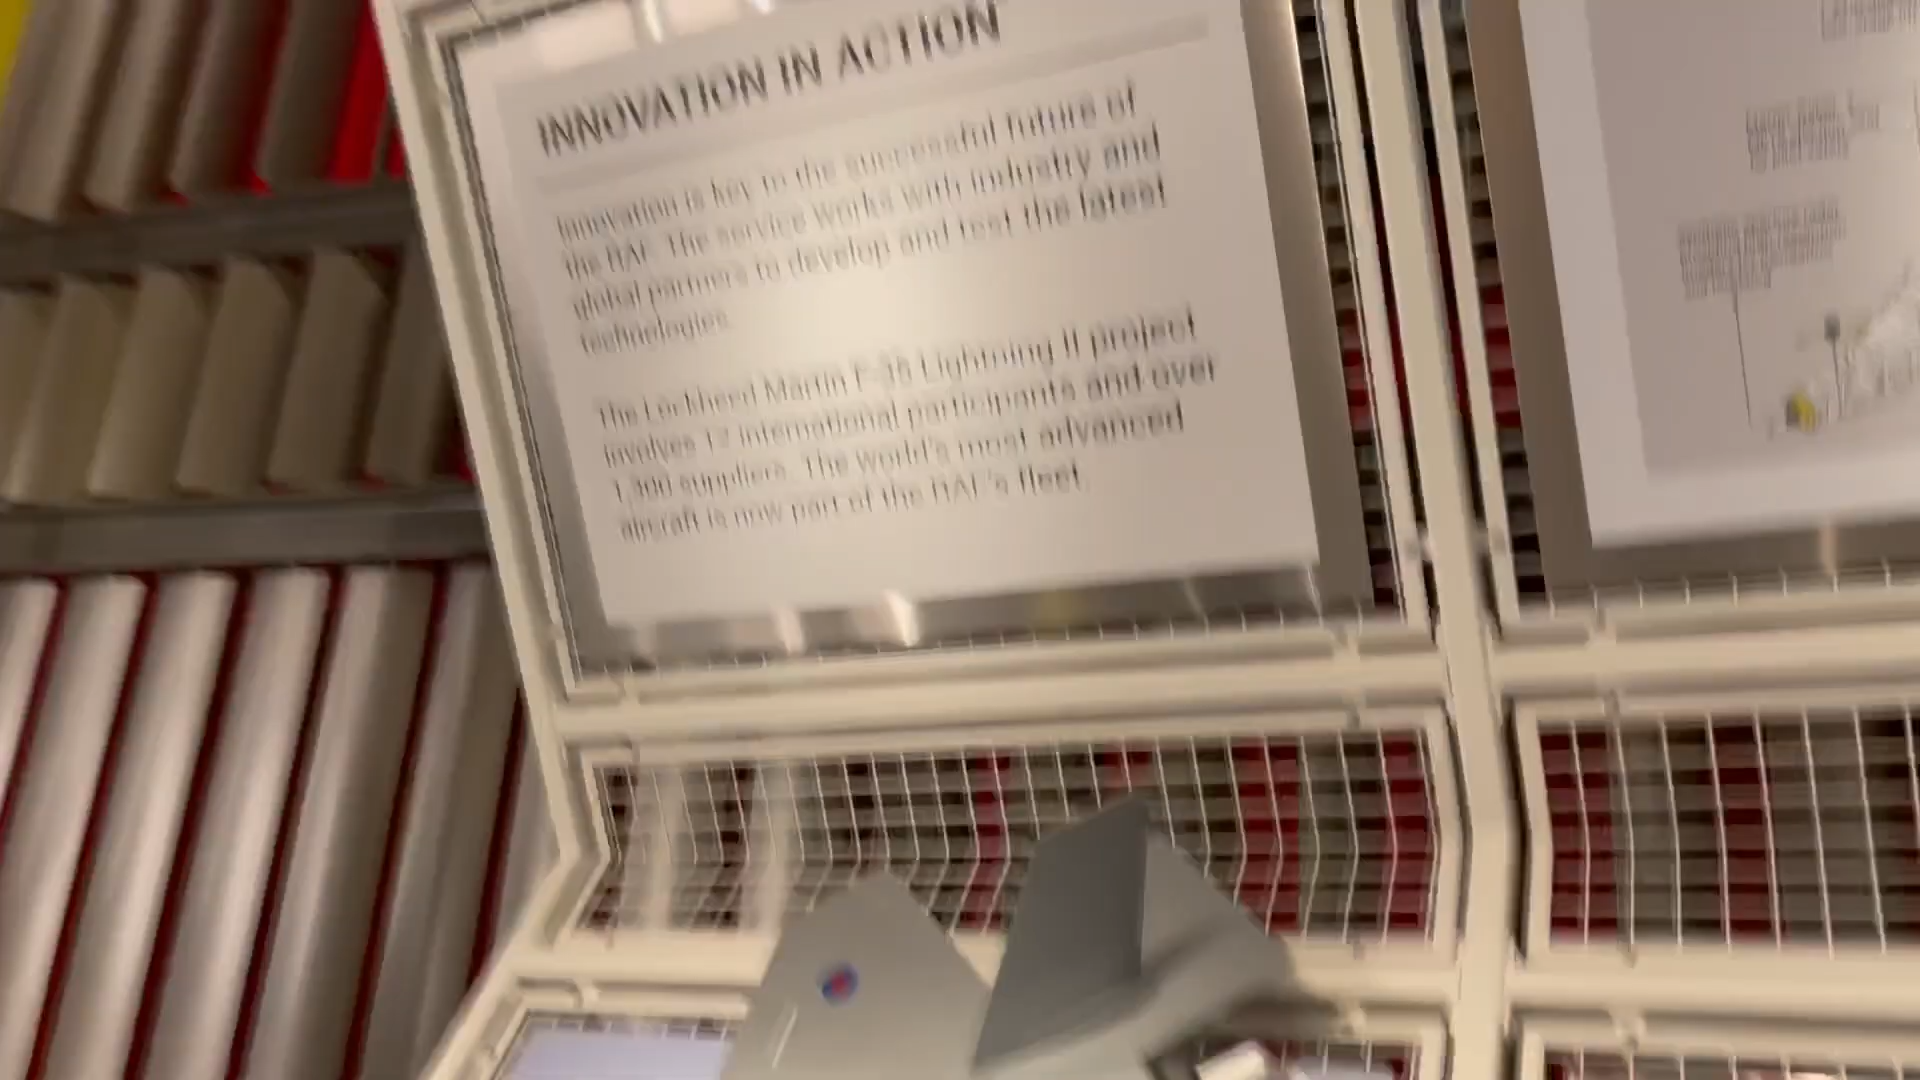 INNOVATION IN ACTION
Innovation is key to the successful future of
the RAF. The service works with industry and
global partners to develop and test the latest
technologies.
The Lockheed Martin F-35 Lightning II project
involves 12 international participants and over
1,300 suppliers. The world's most advanced
aircraft is now part of the RAF's fleet.